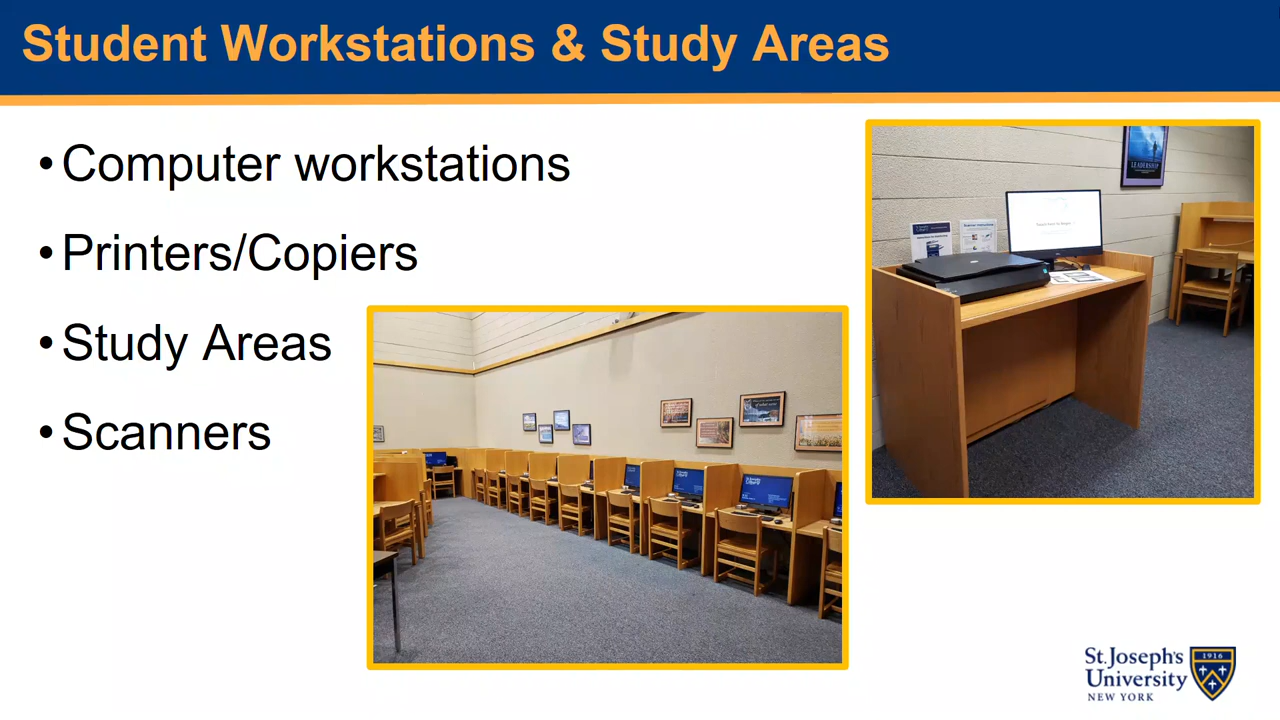 Student Workstations & Study Areas
• Computer workstations
• Printers/Copiers
• Study Areas
• Scanners
LEADERSHIP
St.Joseph's
University
NEW YORK
1916